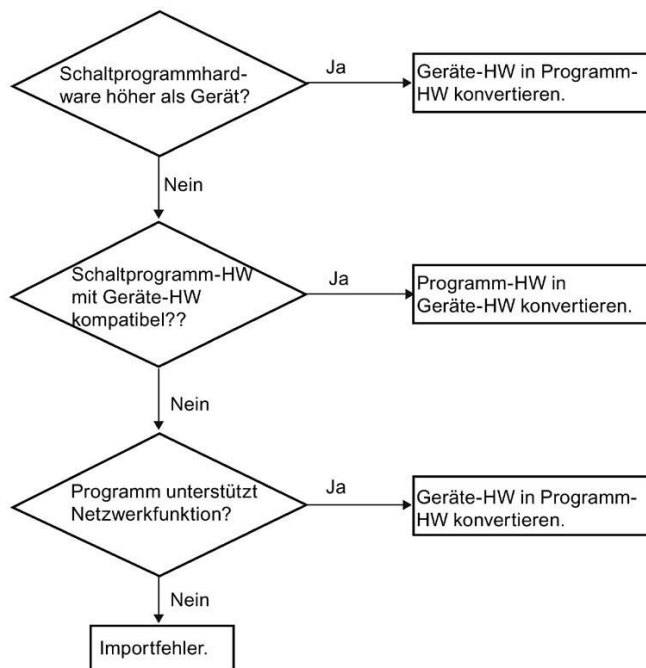 Schaltprogrammhard-
ware höher als Gerät?
Ja
Geräte-HW in Programm-
HW konvertieren.
Nein
Schaltprogramm-HW
mit Geräte-HW
kompatibel??
Ja
Programm-HW in
Geräte-HW konvertieren.
Nein
Programm unterstützt
Netzwerkfunktion?
Ja
Geräte-HW in Programm-
HW konvertieren.
Nein
Importfehler.